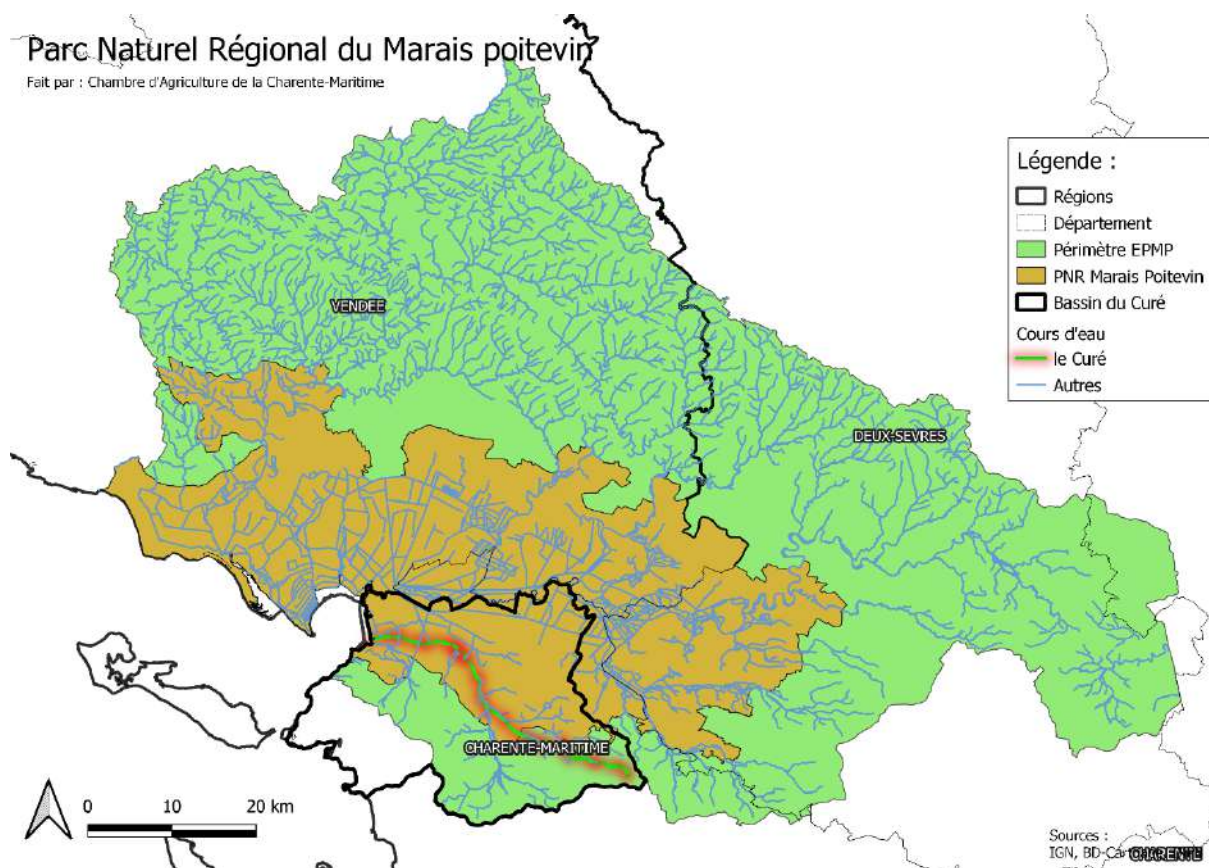 Parc Naturel Régional du Marais poitevin
Fait par : Chambre d'Agriculture de la Charente-Maritime
Légende :
Régions
Département
Périmètre EPMP
PNR Marais Poitevin
Bassin du Curé
Cours d'eau
le Curé
Autres
VENDEE
DEUX-SEVRES
CHARENTE-MARITIME
0 10 20 km
Sources :
IGN, BD-Ca
CHARENTE